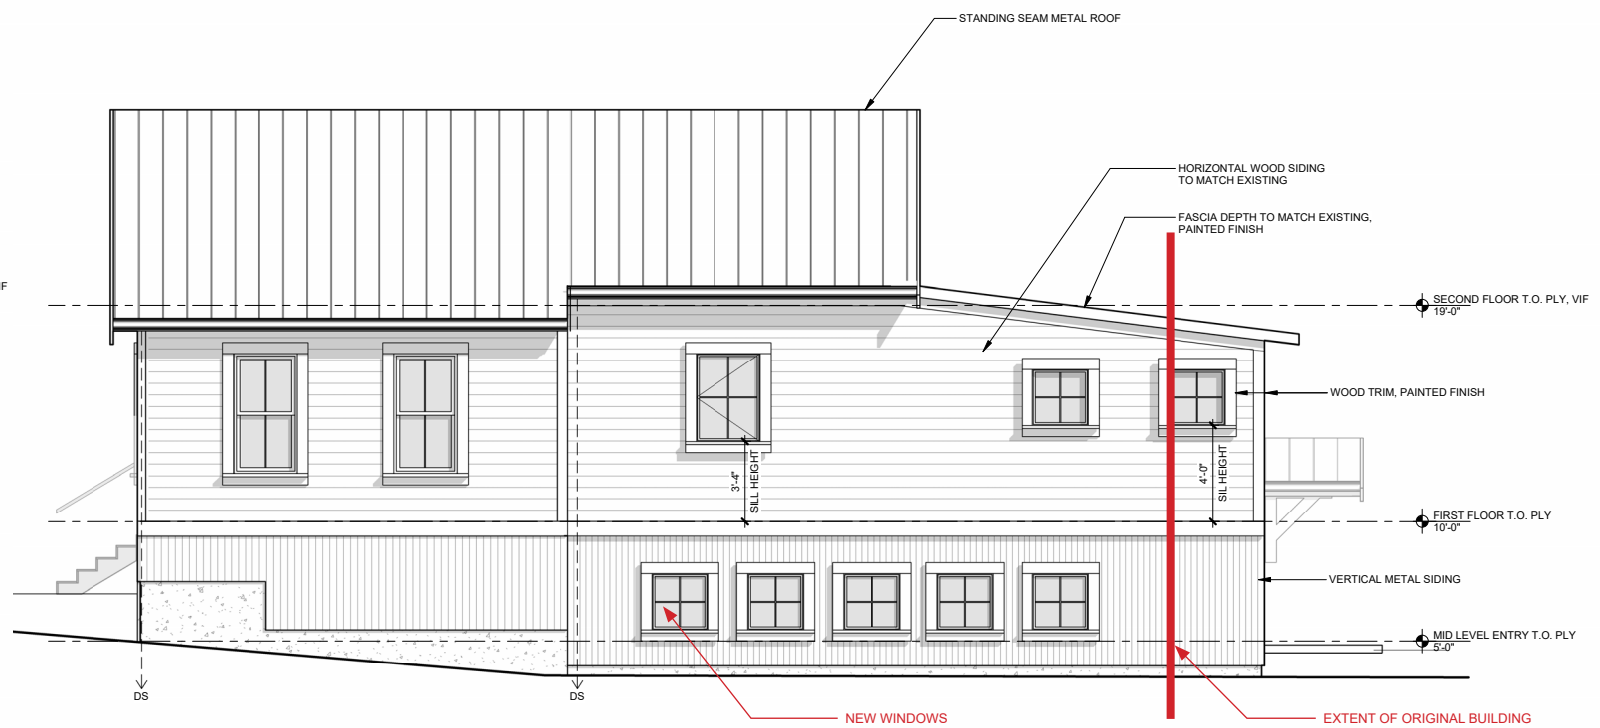 STANDING SEAM METAL ROOF
HORIZONTAL WOOD SIDING
TO MATCH EXISTING
FASCIA DEPTH TO MATCH EXISTING,
PAINTED FINISH
IF
SECOND FLOOR T.O. PLY, VIF
19'-0"
WOOD TRIM, PAINTED FINISH
3'-4"
SILL HEIGHT
4'-0"
SIL HEIGHT
FIRST FLOOR T.O. PLY
10'-0"
VERTICAL METAL SIDING
MID LEVEL ENTRY T.O. PLY
5'-0"
DS
DS
NEW WINDOWS
EXTENT OF ORIGINAL BUILDING